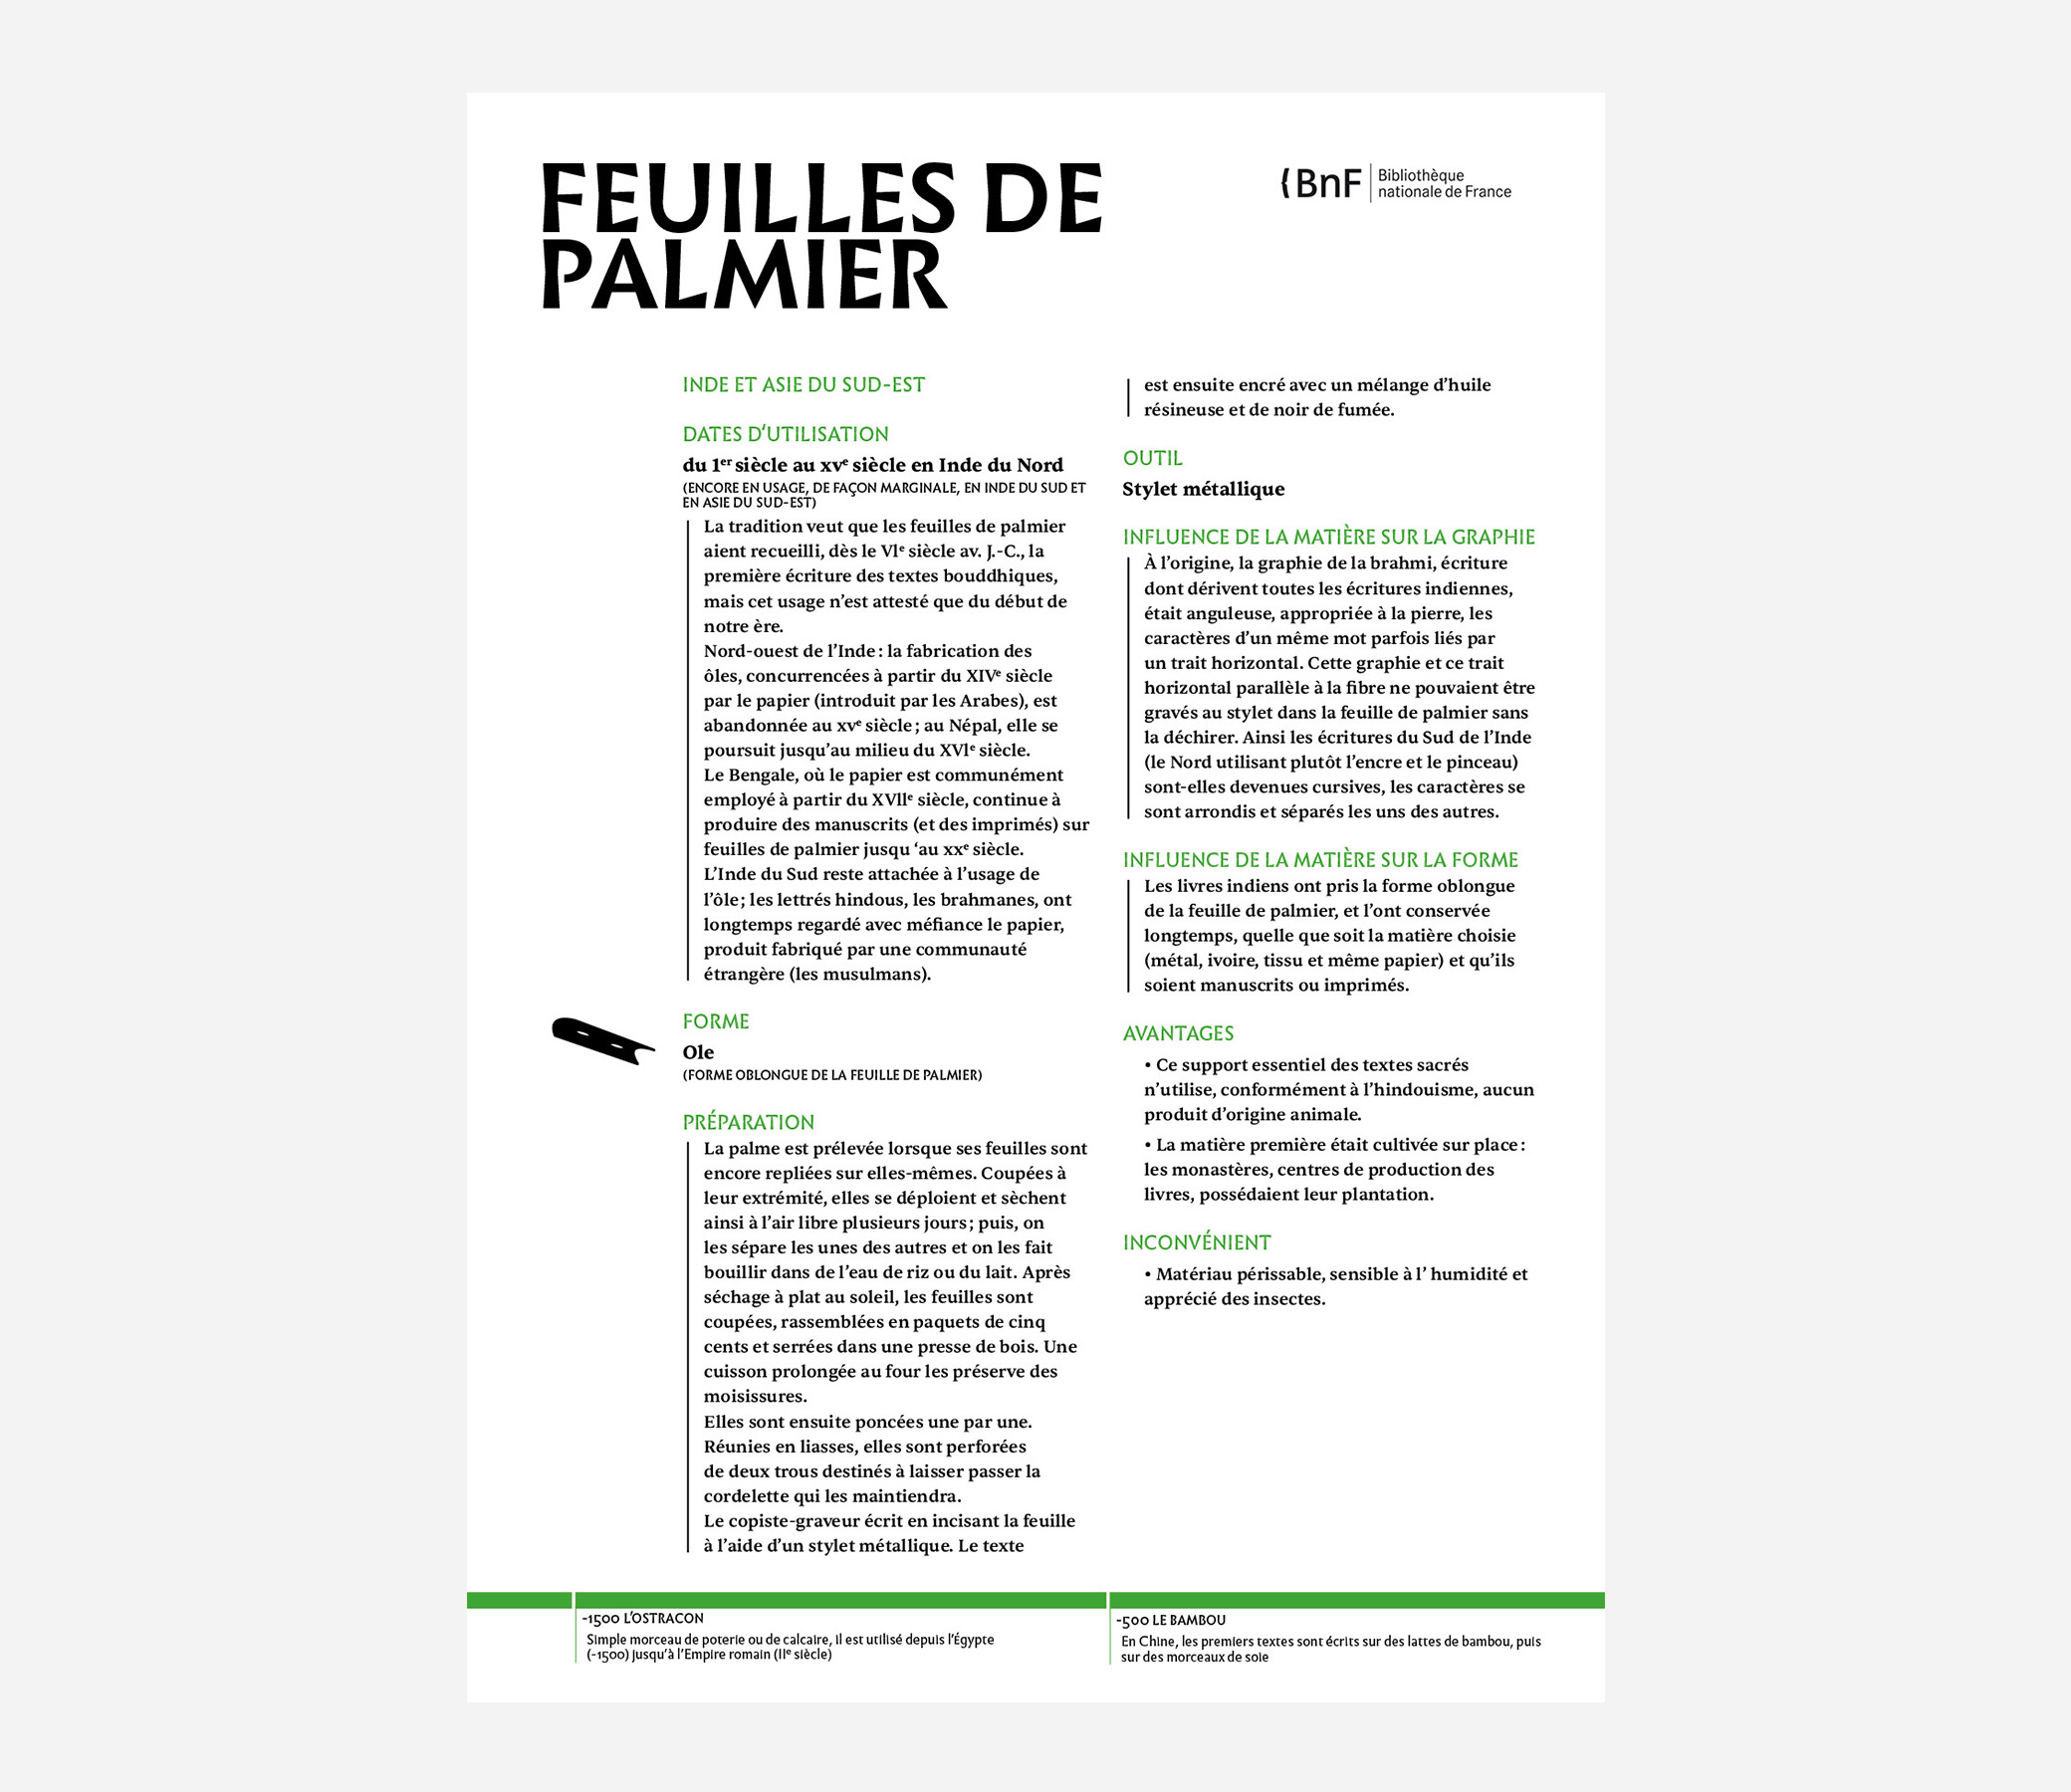 FEUILLES DE
PALMIER
{BnF
Bibliothèque
nationale de France
INDE ET ASIE DU SUD-EST
DATES D‘UTILISATION
du 1er siècle au xve siècle en Inde du Nord
(ENCORE EN USAGE, DE FAÇON MARGINALE, EN INDE DU SUD ET
EN ASIE DU SUD-EST)
La tradition veut que les feuilles de palmier
aient recueilli, dès le Vle siècle av. J.-C., la
première écriture des textes bouddhiques,
mais cet usage n’est attesté que du début de
notre ère.
Nord-ouest de l’Inde : la fabrication des
ôles, concurrencées à partir du XIVe siècle
par le papier (introduit par les Arabes), est
abandonnée au xve siècle ; au Népal, elle se
poursuit jusqu’au milieu du XVle siècle.
Le Bengale, où le papier est communément
employé à partir du XVlle siècle, continue à
produire des manuscrits (et des imprimés) sur
feuilles de palmier jusqu ‘au xxe siècle.
L’Inde du Sud reste attachée à l’usage de
l’ôle ; les lettrés hindous, les brahmanes, ont
longtemps regardé avec méfiance le papier,
produit fabriqué par une communauté
étrangère (les musulmans).
FORME
Ole
(FORME OBLONGUE DE LA FEUILLE DE PALMIER)
PRÉPARATION
La palme est prélevée lorsque ses feuilles sont
encore repliées sur elles-mêmes. Coupées à
leur extrémité, elles se déploient et sèchent
ainsi à l’air libre plusieurs jours ; puis, on
les sépare les unes des autres et on les fait
bouillir dans de l’eau de riz ou du lait. Après
séchage à plat au soleil, les feuilles sont
coupées, rassemblées en paquets de cinq
cents et serrées dans une presse de bois. Une
cuisson prolongée au four les préserve des
moisissures.
Elles sont ensuite poncées une par une.
Réunies en liasses, elles sont perforées
de deux trous destinés à laisser passer la
cordelette qui les maintiendra.
Le copiste-graveur écrit en incisant la feuille
à l’aide d’un stylet métallique. Le texte
est ensuite encré avec un mélange d’huile
résineuse et de noir de fumée.
OUTIL
Stylet métallique
INFLUENCE DE LA MATIÈRE SUR LA GRAPHIE
À l’origine, la graphie de la brahmi, écriture
dont dérivent toutes les écritures indiennes,
était anguleuse, appropriée à la pierre, les
caractères d’un même mot parfois liés par
un trait horizontal. Cette graphie et ce trait
horizontal parallèle à la fibre ne pouvaient être
gravés au stylet dans la feuille de palmier sans
la déchirer. Ainsi les écritures du Sud de l’Inde
(le Nord utilisant plutôt l’encre et le pinceau)
sont-elles devenues cursives, les caractères se
sont arrondis et séparés les uns des autres.
INFLUENCE DE LA MATIÈRE SUR LA FORME
Les livres indiens ont pris la forme oblongue
de la feuille de palmier, et l’ont conservée
longtemps, quelle que soit la matière choisie
(métal, ivoire, tissu et même papier) et qu’ils
soient manuscrits ou imprimés.
AVANTAGES
• Ce support essentiel des textes sacrés
n’utilise, conformément à l’hindouisme, aucun
produit d’origine animale.
• La matière première était cultivée sur place :
les monastères, centres de production des
livres, possédaient leur plantation.
INCONVÉNIENT
• Matériau périssable, sensible à l’ humidité et
apprécié des insectes.
-1500 L’OSTRACON
Simple morceau de poterie ou de calcaire, il est utilisé depuis l’Égypte
(-1500) jusqu’à l’Empire romain (IIe siècle)
-500 LE BAMBOU
En Chine, les premiers textes sont écrits sur des lattes de bambou, puis
sur des morceaux de soie